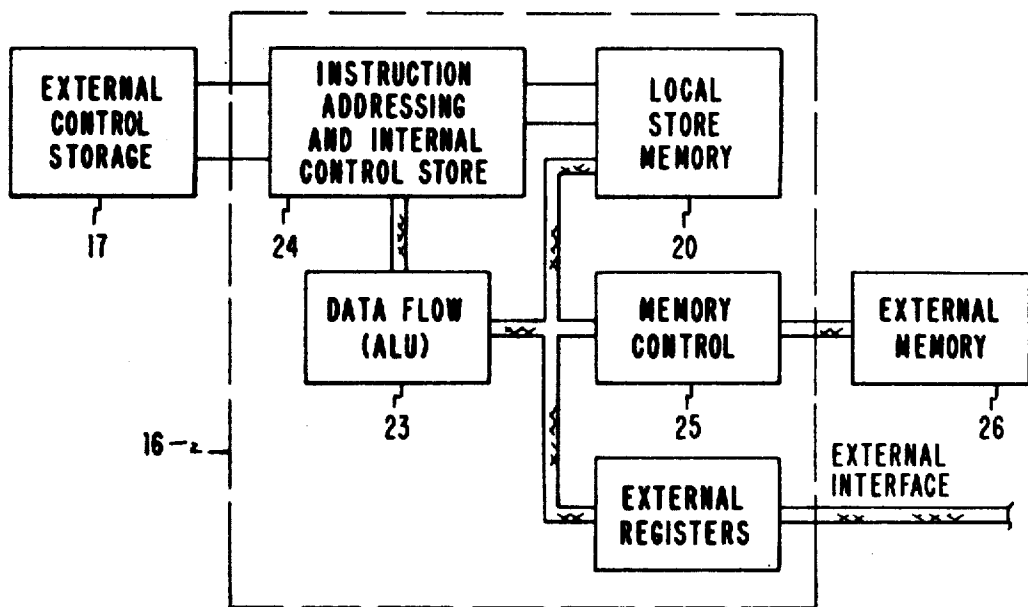 EXTERNAL
CONTROL
STORAGE
17
INSTRUCTION
ADDRESSING
AND INTERNAL
CONTROL STORE
24
LOCAL
STORE
MEMORY
20
DATA FLOW
(ALU)
23
MEMORY
CONTROL
25
EXTERNAL
MEMORY
26
16
EXTERNAL
REGISTERS
EXTERNAL
INTERFACE